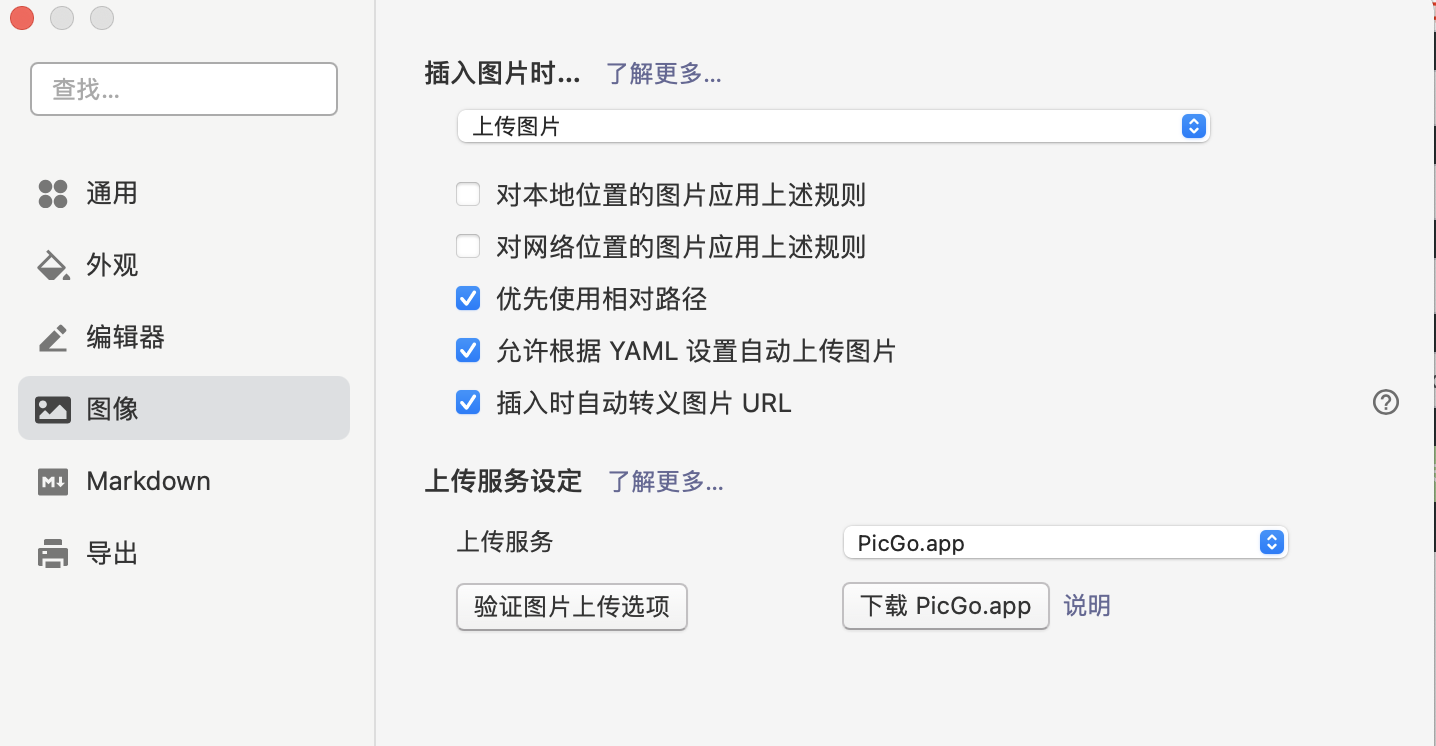 查找...
通用
外观
编辑器
图像
Markdown
导出
插入图片时... 了解更多...
上传图片
对本地位置的图片应用上述规则
对网络位置的图片应用上述规则
优先使用相对路径
允许根据 YAML 设置自动上传图片
插入时自动转义图片 URL
上传服务设定 了解更多...
上传服务 PicGo.app
验证图片上传选项 下载 PicGo.app 说明